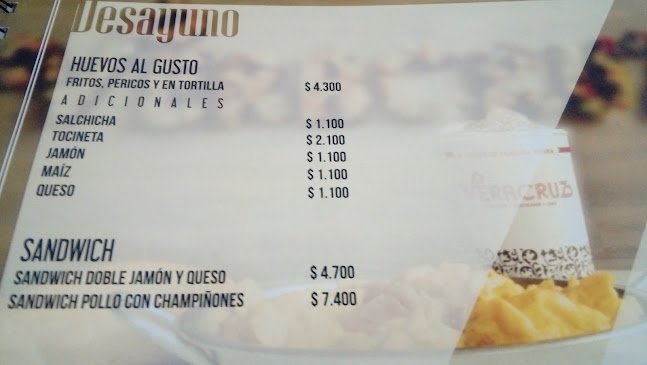 Desayuno
HUEVOS AL GUSTO
FRITOS, PERICOS Y EN TORTILLA $ 4.300
ADICIONALES
SALCHICHA $ 1.100
TOCINETA $ 2.100
JAMÓN $ 1.100
MAÍZ $ 1.100
QUESO $ 1.100
VERACRUZ
SANDWICH
SANDWICH DOBLE JAMÓN Y QUESO $ 4.700
SANDWICH POLLO CON CHAMPIÑONES $ 7.400